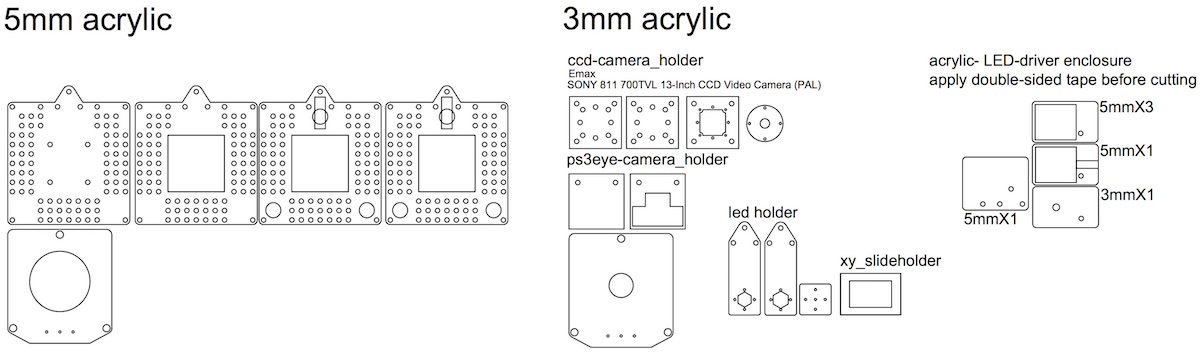 5mm acrylic
3mm acrylic
ccd-camera_holder
Emax
SONY 811 700TVL 13-Inch CCD Video Camera (PAL)
ps3eye-camera_holder
led holder
xy_slideholder
acrylic- LED-driver enclosure
apply double-sided tape before cutting
5mmX3
5mmX1
3mmX1
5mmX1